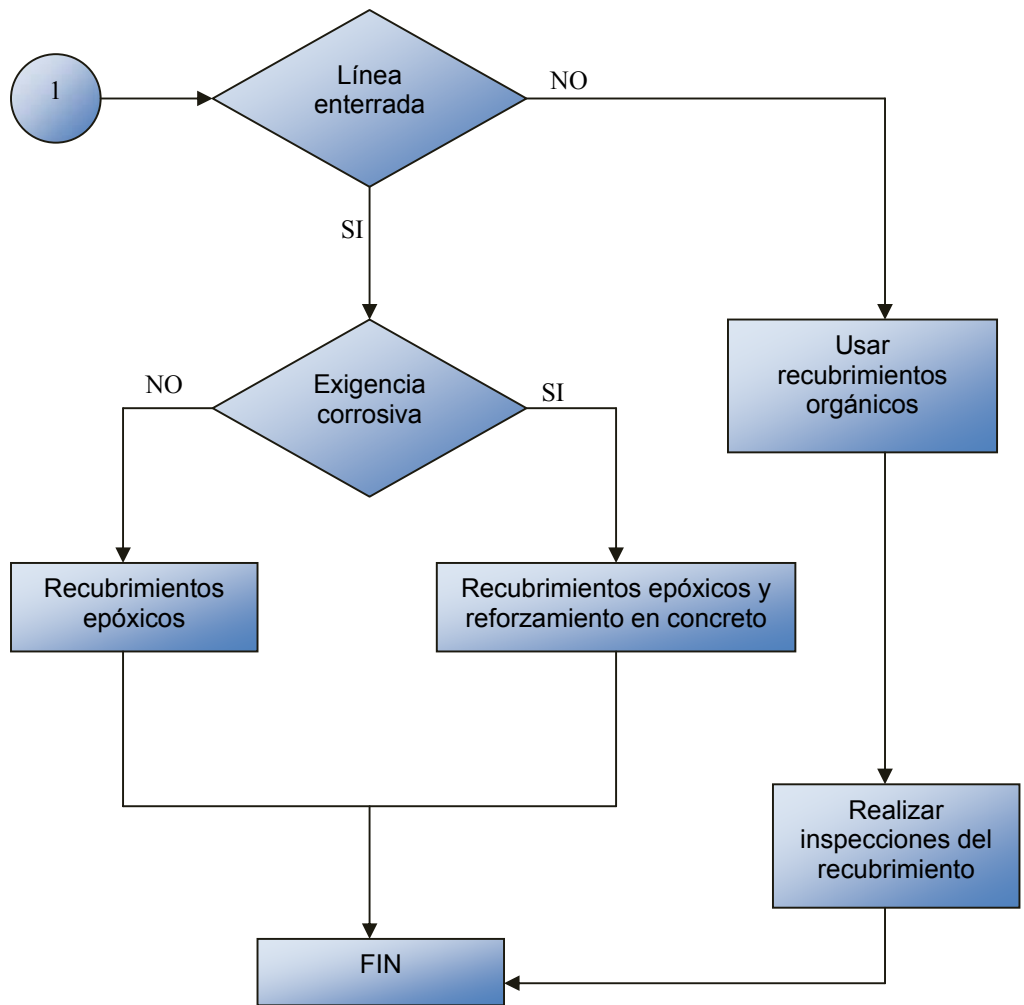 1
Línea
enterrada
NO
SI
Exigencia
corrosiva
NO
SI
Usar
recubrimientos
orgánicos
Recubrimientos
epóxicos
Recubrimientos epóxicos y
reforzamiento en concreto
Realizar
inspecciones del
recubrimiento
FIN